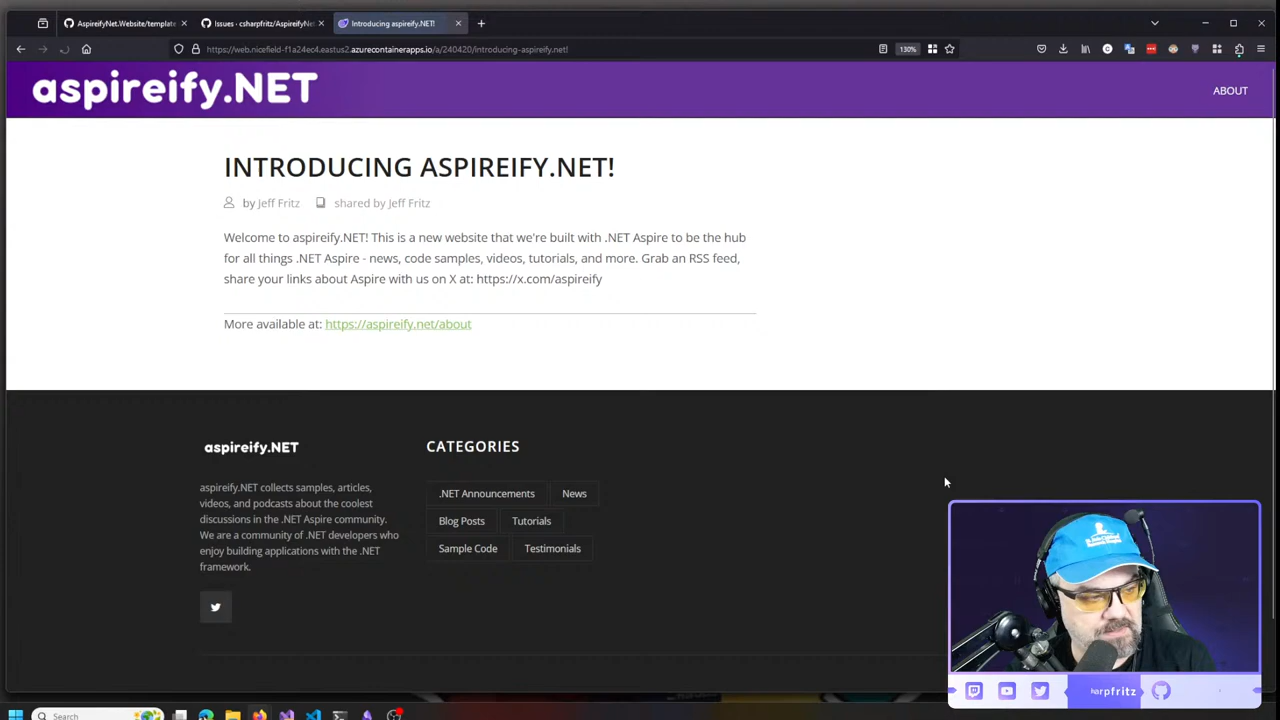 AspireifyNet.Website/template
Issues · csharpfritz/AspireifyNet
Introducing aspireify.NET!
https://web.nicefield-f1a24ec4.eastus2.azurecontainerapps.io/a/240420/introducing-aspireify.net!
130%
aspireify.NET
ABOUT
INTRODUCING ASPIREIFY.NET!
by Jeff Fritz shared by Jeff Fritz
Welcome to aspireify.NET! This is a new website that we're built with .NET Aspire to be the hub
for all things .NET Aspire - news, code samples, videos, tutorials, and more. Grab an RSS feed,
share your links about Aspire with us on X at: https://x.com/aspireify
More available at: https://aspireify.net/about
aspireify.NET
aspireify.NET collects samples, articles,
videos, and podcasts about the coolest
discussions in the .NET Aspire community.
We are a community of .NET developers who
enjoy building applications with the .NET
framework.
CATEGORIES
.NET Announcements News
Blog Posts Tutorials
Sample Code Testimonials
arpfritz
Search